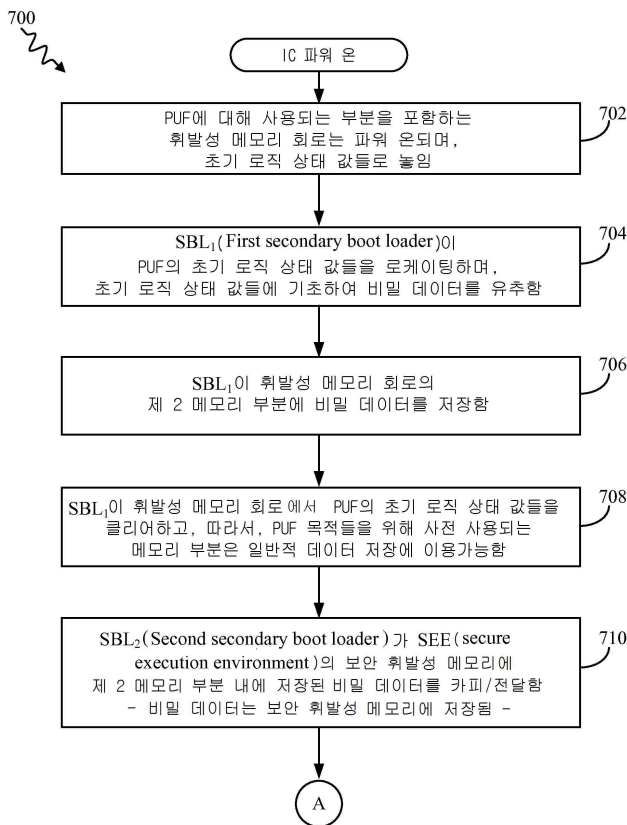 700
IC 파워 온
702
PUF에 대해 사용되는 부분을 포함하는
휘발성 메모리 회로는 파워 온되며,
초기 로직 상태 값들로 놓임
704
SBL₁(First secondary boot loader)이
PUF의 초기 로직 상태 값들을 로케이팅하며,
초기 로직 상태 값들에 기초하여 비밀 데이터를 유추함
706
SBL₁이 휘발성 메모리 회로의
제 2 메모리 부분에 비밀 데이터를 저장함
708
SBL₁이 휘발성 메모리 회로에서 PUF의 초기 로직 상태 값들을
클리어하고, 따라서, PUF 목적들을 위해 사전 사용되는
메모리 부분은 일반적 데이터 저장에 이용가능함
710
SBL₂(Second secondary boot loader)가 SEE(secure
execution environment)의 보안 휘발성 메모리에
제 2 메모리 부분 내에 저장된 비밀 데이터를 카피/전달함
- 비밀 데이터는 보안 휘발성 메모리에 저장됨 -
A